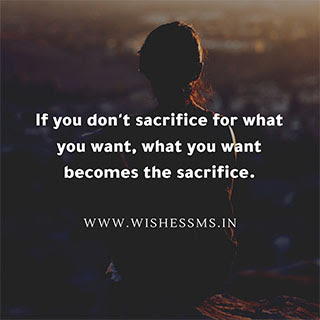 If you don't sacrifice for what
you want, what you want
becomes the sacrifice.
WWW.WISHESSMS.IN